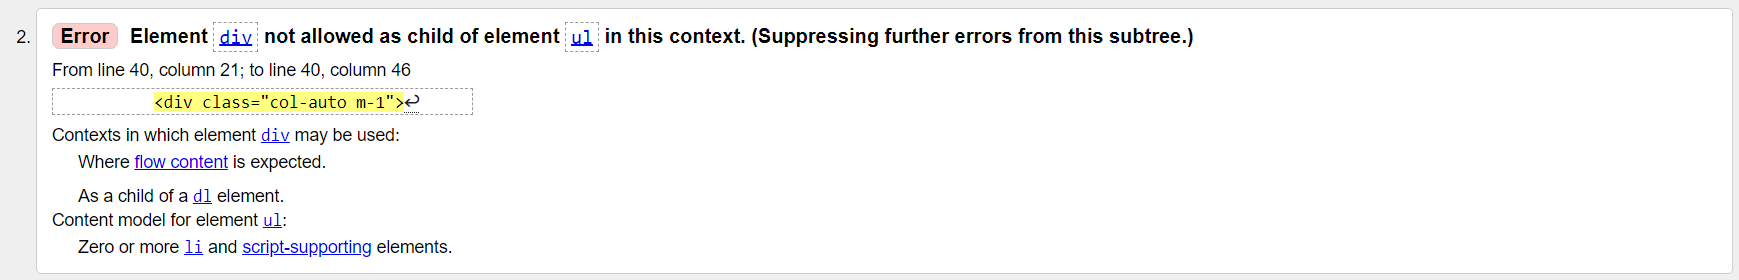 2. Error Element div not allowed as child of element ul in this context. (Suppressing further errors from this subtree.)
From line 40, column 21; to line 40, column 46
<div class="col-auto m-1">↩
Contexts in which element div may be used:
Where flow content is expected.
As a child of a dl element.
Content model for element ul:
Zero or more li and script-supporting elements.